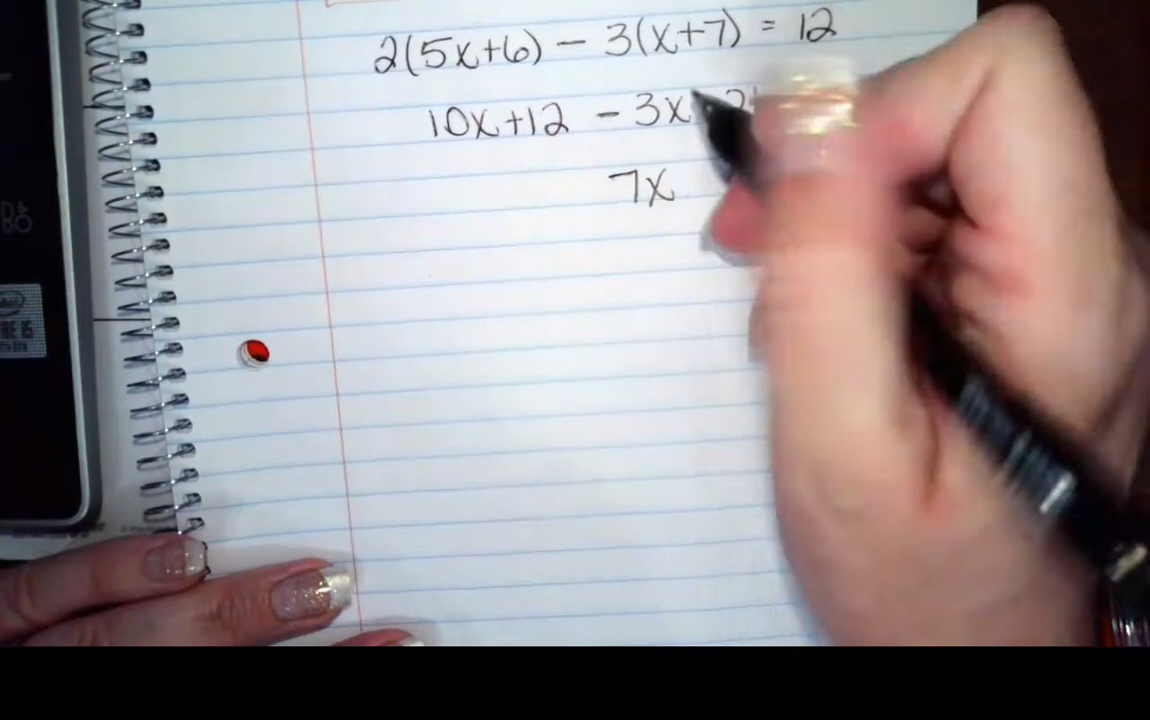 2(5x+6) - 3(x+7) = 12
10x+12 - 3x
7x